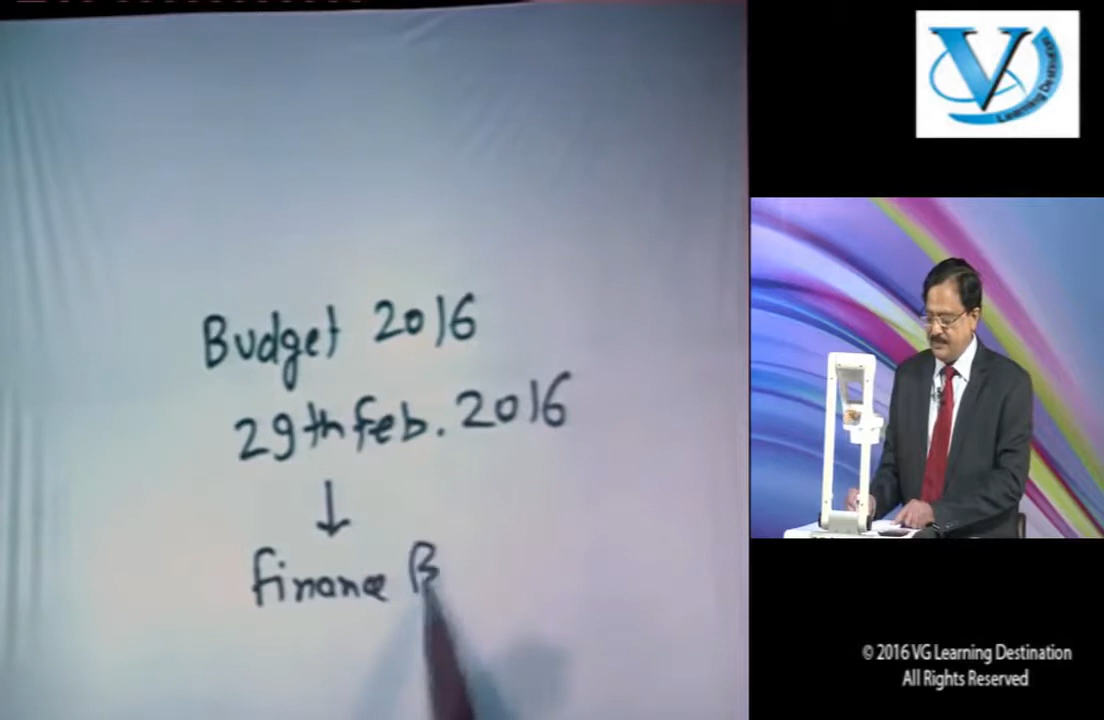 Budget 2016
29th Feb. 2016
↓
Finance B
V
Learning Destination
© 2016 VG Learning Destination
All Rights Reserved